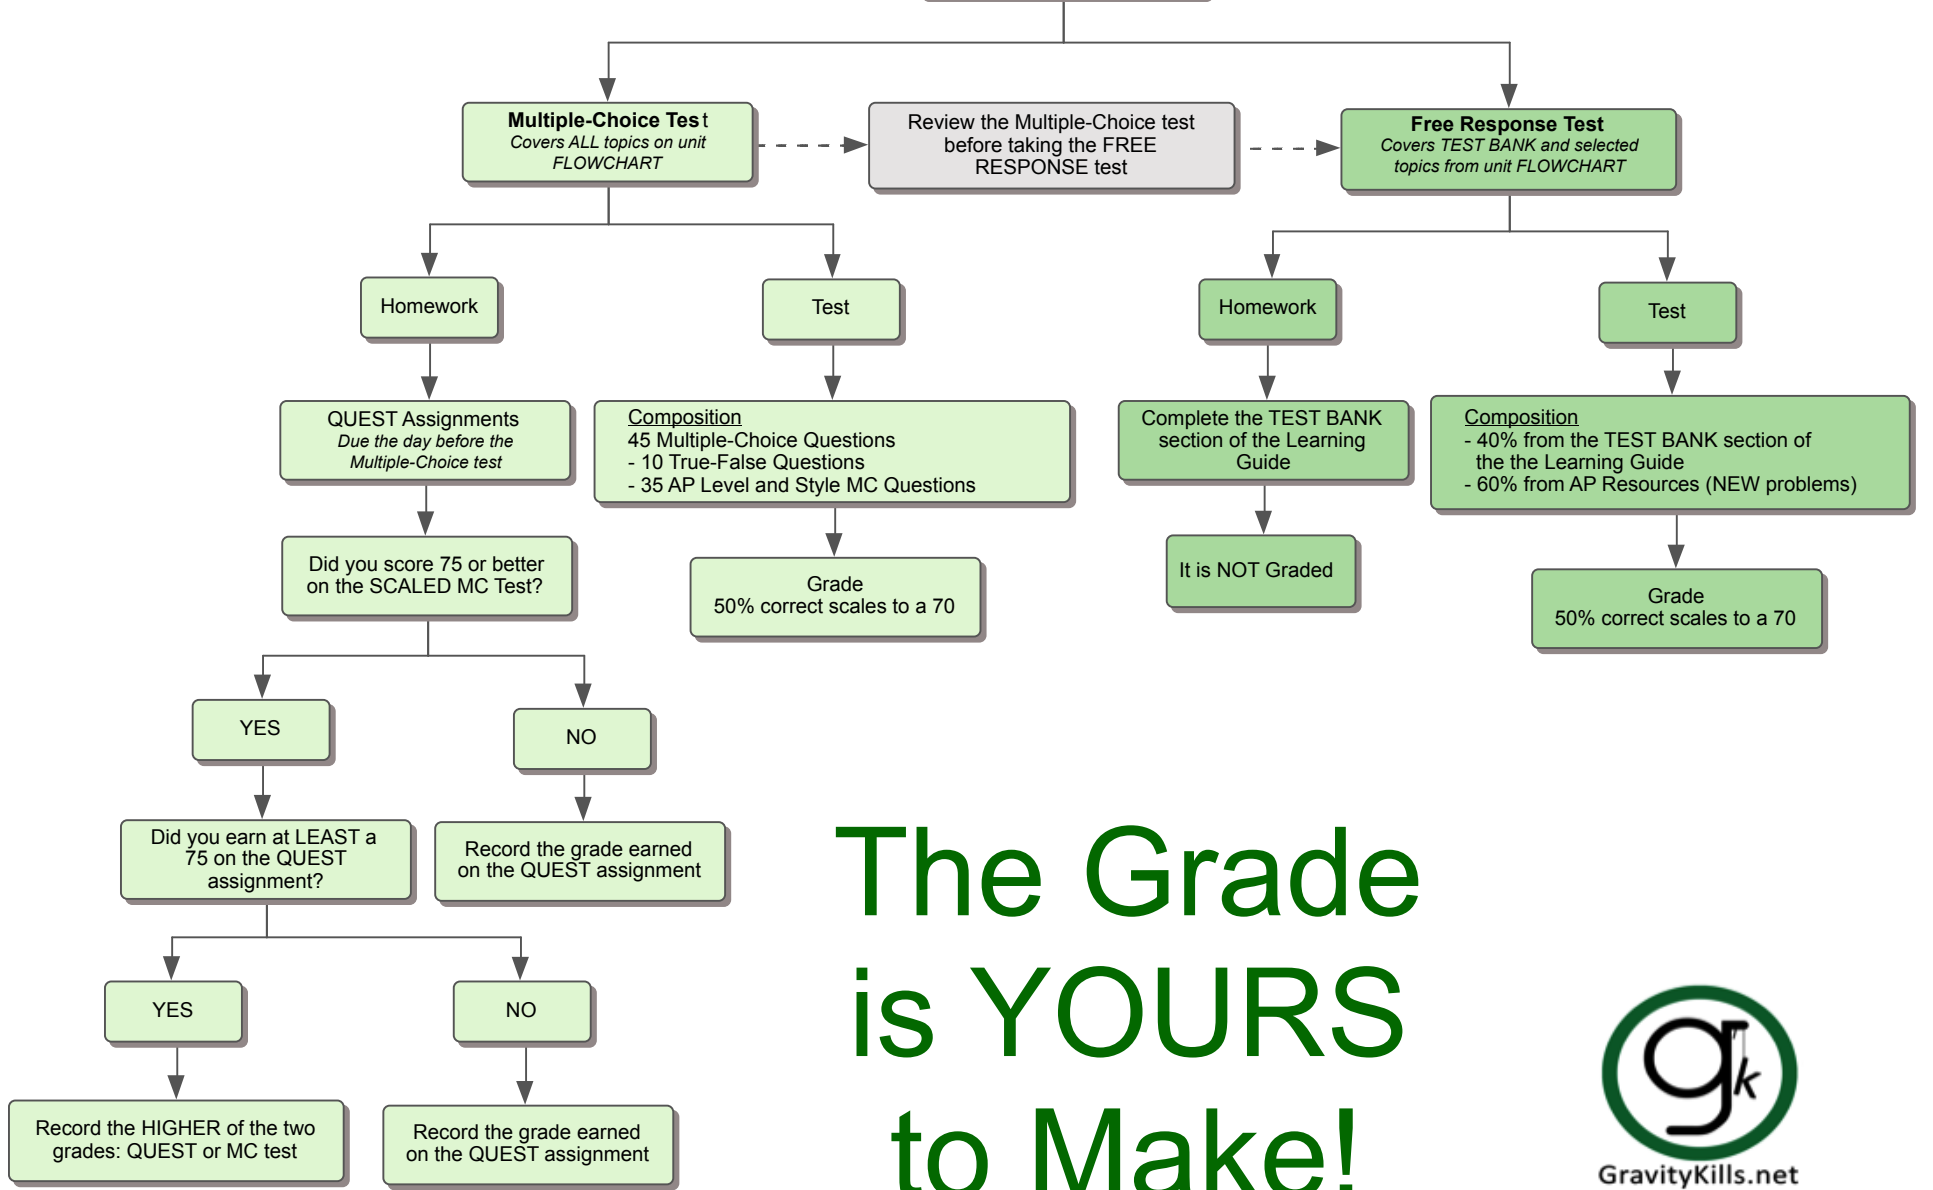 Multiple-Choice Test
Covers ALL topics on unit
FLOWCHART
Review the Multiple-Choice test
before taking the FREE
RESPONSE test
Free Response Test
Covers TEST BANK and selected
topics from unit FLOWCHART
Homework
Test
Homework
Test
QUEST Assignments
Due the day before the
Multiple-Choice test
Composition
45 Multiple-Choice Questions
- 10 True-False Questions
- 35 AP Level and Style MC Questions
Complete the TEST BANK
section of the Learning
Guide
Composition
- 40% from the TEST BANK section of
the the Learning Guide
- 60% from AP Resources (NEW problems)
Did you score 75 or better
on the SCALED MC Test?
Grade
50% correct scales to a 70
It is NOT Graded
Grade
50% correct scales to a 70
YES
NO
Did you earn at LEAST a
75 on the QUEST
assignment?
Record the grade earned
on the QUEST assignment
YES
NO
Record the HIGHER of the two
grades: QUEST or MC test
Record the grade earned
on the QUEST assignment
The Grade
is YOURS
to Make!
gk
GravityKills.net